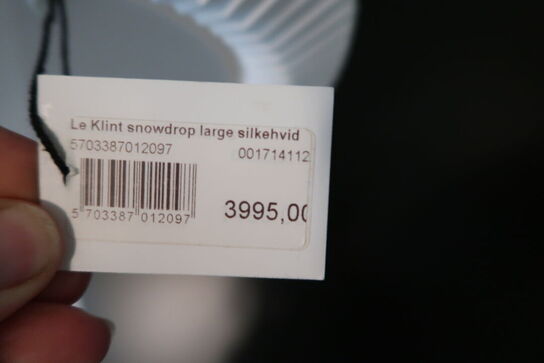 Le Klint snowdrop large silkehvid
5703387012097 001714112
3995,00
5 703387 012097